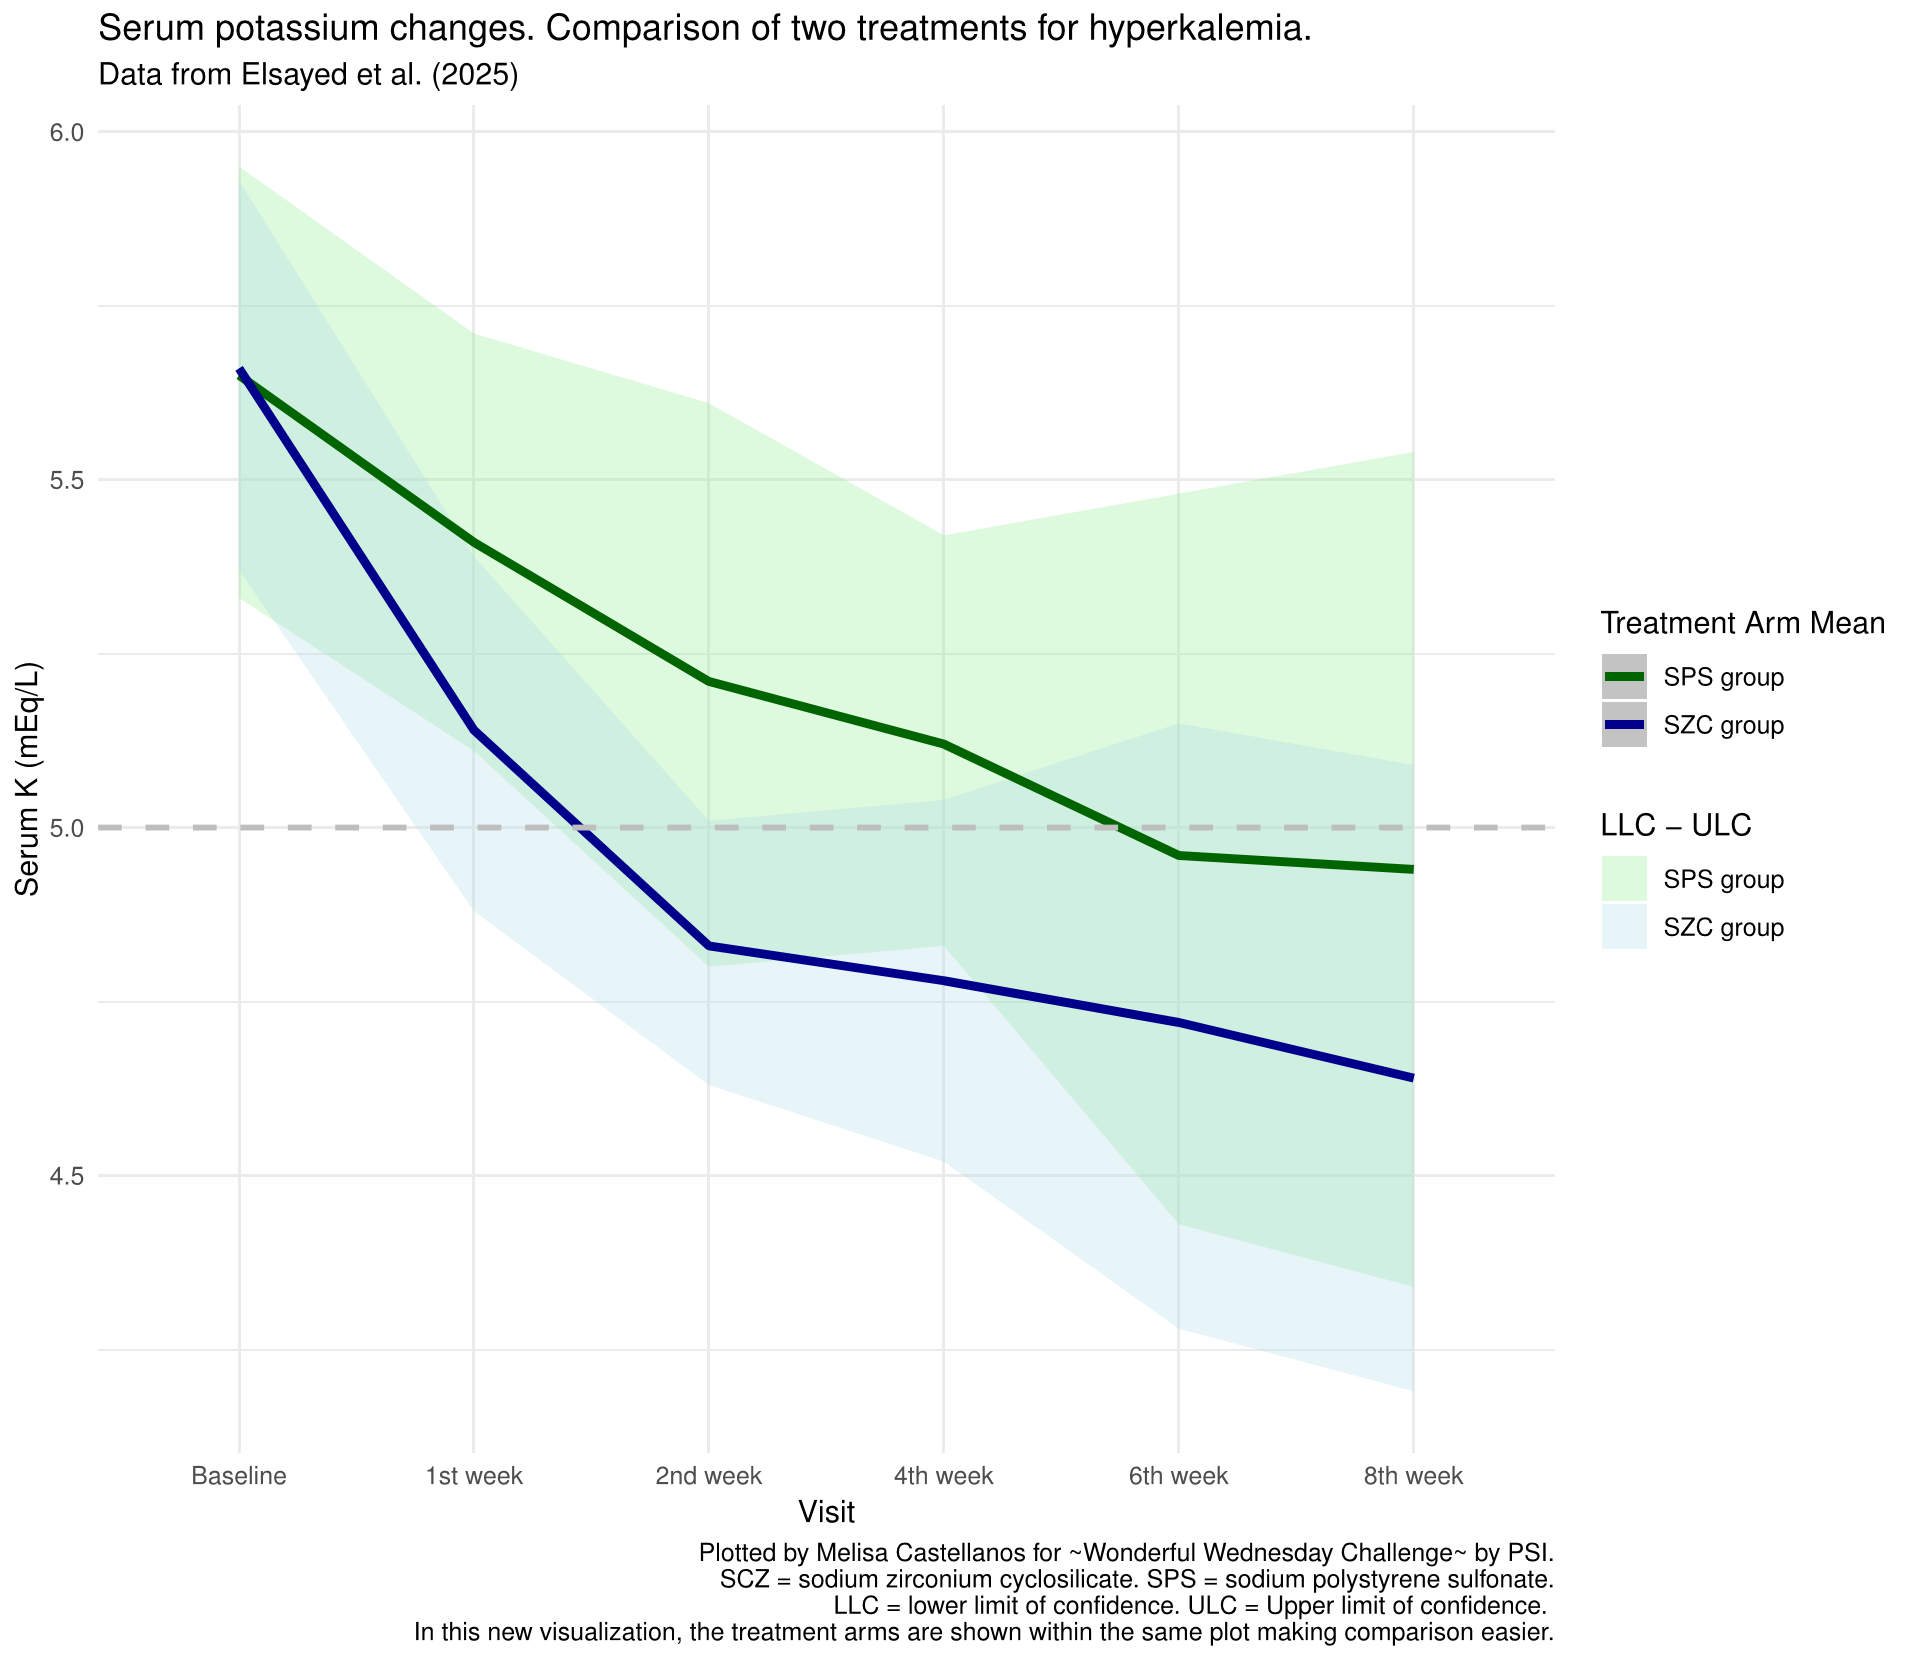 Serum potassium changes. Comparison of two treatments for hyperkalemia.
Data from Elsayed et al. (2025)
6.0
5.5
5.0
4.5
Serum K (mEq/L)
Baseline
1st week
2nd week
4th week
6th week
8th week
Visit
Treatment Arm Mean
SPS group
SZC group
LLC – ULC
SPS group
SZC group
Plotted by Melisa Castellanos for ~Wonderful Wednesday Challenge~ by PSI.
SCZ = sodium zirconium cyclosilicate. SPS = sodium polystyrene sulfonate.
LLC = lower limit of confidence. ULC = Upper limit of confidence.
In this new visualization, the treatment arms are shown within the same plot making comparison easier.